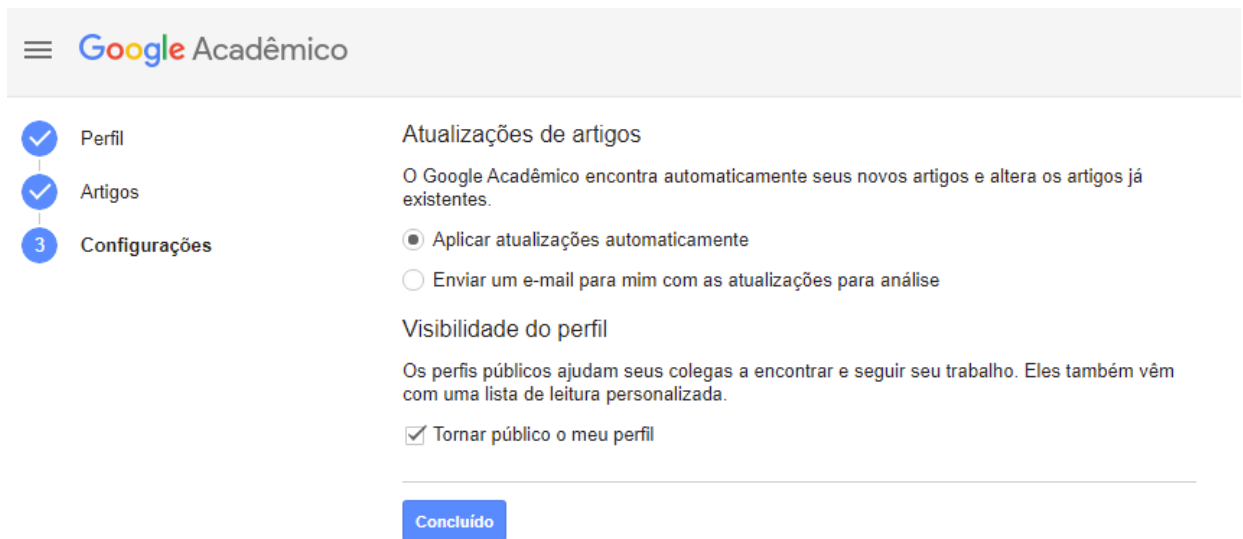 Google Acadêmico
Perfil
Artigos
3 Configurações
Atualizações de artigos
O Google Acadêmico encontra automaticamente seus novos artigos e altera os artigos já
existentes.
Aplicar atualizações automaticamente
Enviar um e-mail para mim com as atualizações para análise
Visibilidade do perfil
Os perfis públicos ajudam seus colegas a encontrar e seguir seu trabalho. Eles também vêm
com uma lista de leitura personalizada.
Tornar público o meu perfil
Concluído